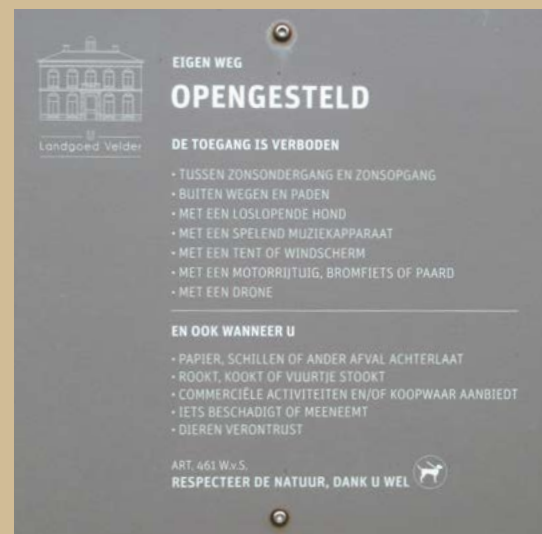 Landgoed Velder
EIGEN WEG
OPENGESTELD
DE TOEGANG IS VERBODEN
• TUSSEN ZONSONDERGANG EN ZONSOPGANG
• BUITEN WEGEN EN PADEN
• MET EEN LOSLOPENDE HOND
• MET EEN SPELEND MUZIEKAPPARAAT
• MET EEN TENT OF WINDSCHERM
• MET EEN MOTORRIJTUIG, BROMFIETS OF PAARD
• MET EEN DRONE
EN OOK WANNEER U
• PAPIER, SCHILLEN OF ANDER AFVAL ACHTERLAAT
• ROOKT, KOOKT OF VUURTJE STOOKT
• COMMERCIËLE ACTIVITEITEN EN/OF KOOPWAAR AANBIEDT
• IETS BESCHADIGT OF MEENEEMT
• DIEREN VERONTRUST
ART. 461 W.v.S.
RESPECTEER DE NATUUR, DANK U WEL